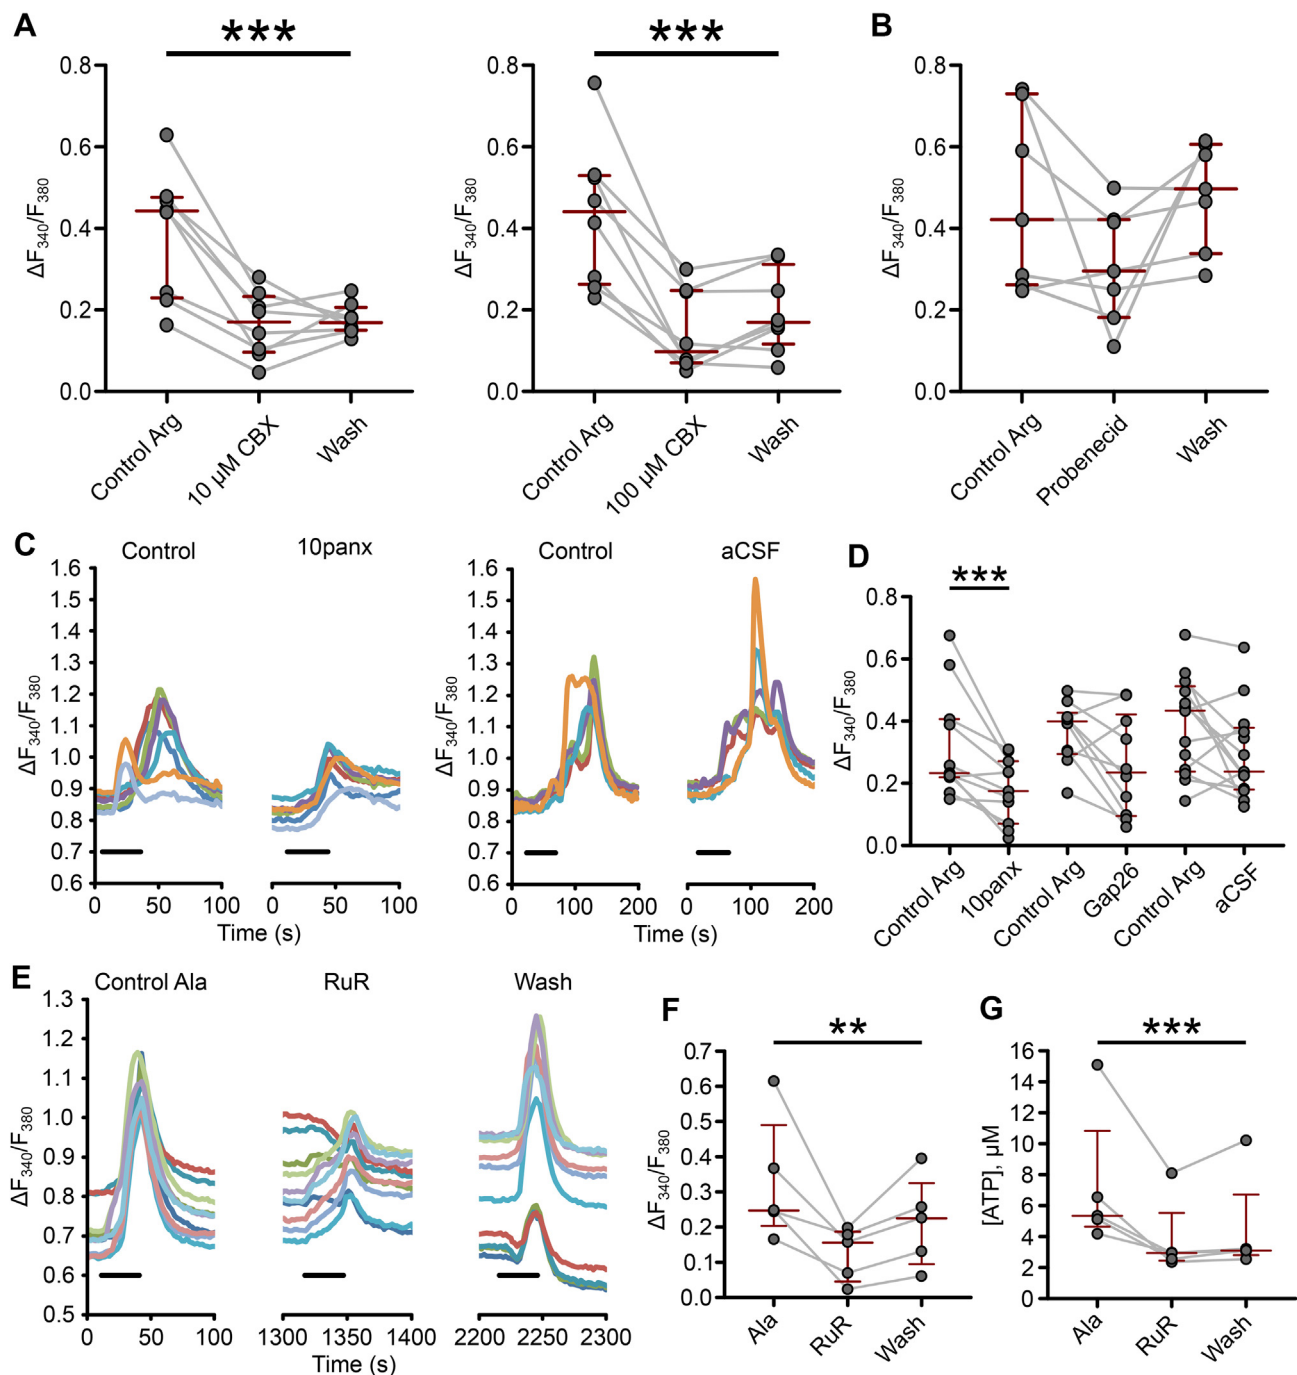 A
***
***
B
0.8
0.6
0.4
0.2
0.0
ΔF340/F380
Control Arg
10 µM CBX
Wash
0.8
0.6
0.4
0.2
0.0
ΔF340/F380
Control Arg
100 µM CBX
Wash
0.8
0.6
0.4
0.2
0.0
ΔF340/F380
Control Arg
Probenecid
Wash
C
Control
10panx
1.6
1.5
1.4
1.3
1.2
1.1
1.0
0.9
0.8
0.7
0.6
ΔF340/F380
0 50 100
0 50 100
Time (s)
Control
aCSF
1.6
1.5
1.4
1.3
1.2
1.1
1.0
0.9
0.8
0.7
0.6
ΔF340/F380
0 100 200
0 100 200
Time (s)
D
***
0.8
0.6
0.4
0.2
0.0
ΔF340/F380
Control Arg
10panx
Control Arg
Gap26
Control Arg
aCSF
E
Control Ala
RuR
Wash
1.3
1.2
1.1
1.0
0.9
0.8
0.7
0.6
0.5
ΔF340/F380
0 50 100
1300 1350 1400
2200 2250 2300
Time (s)
F
**
0.7
0.6
0.5
0.4
0.3
0.2
0.1
0.0
ΔF340/F380
Ala
RuR
Wash
G
***
16
14
12
10
8
6
4
2
0
[ATP], µM
Ala
RuR
Wash